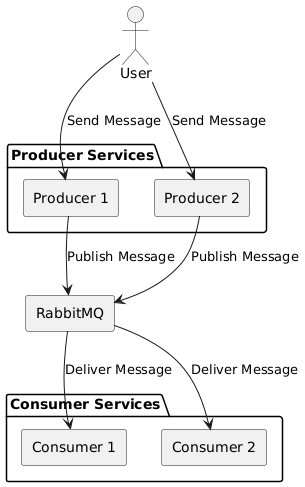 User
Send Message
Send Message
Producer Services
Producer 1
Producer 2
Publish Message
Publish Message
RabbitMQ
Deliver Message
Deliver Message
Consumer Services
Consumer 1
Consumer 2